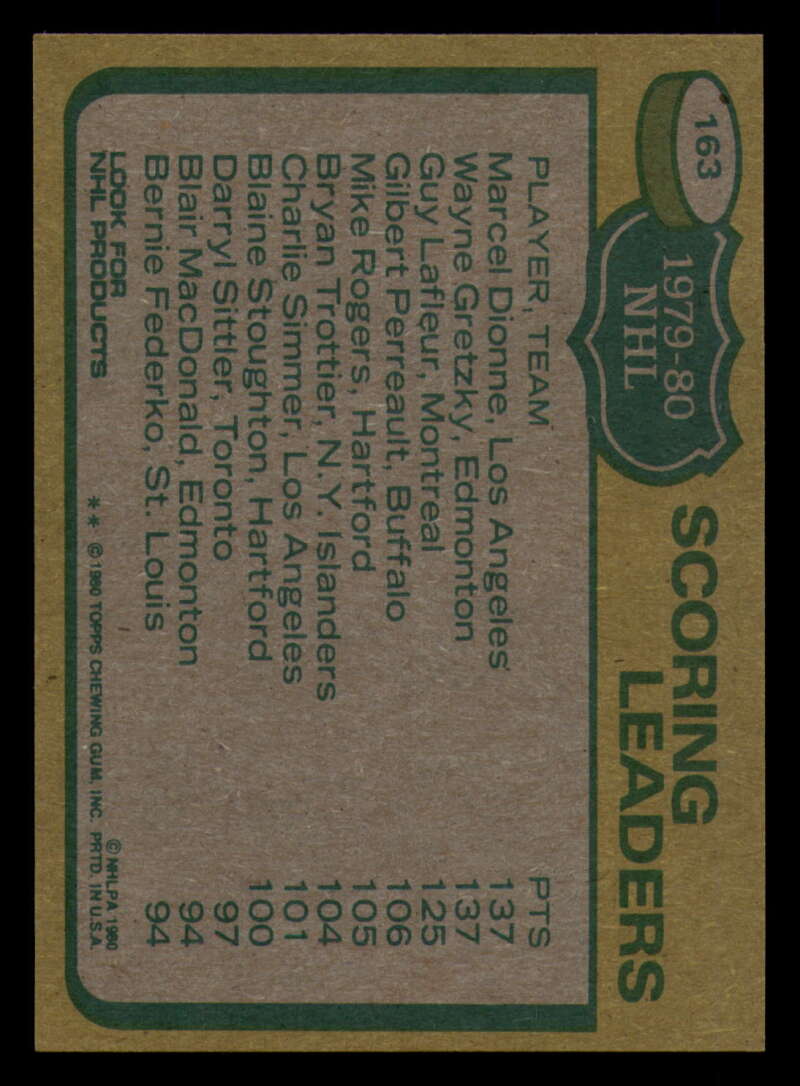 163
1979-80
NHL
SCORING
LEADERS
PLAYER, TEAM PTS
Marcel Dionne, Los Angeles 137
Wayne Gretzky, Edmonton 137
Guy Lafleur, Montreal 125
Gilbert Perreault, Buffalo 106
Mike Rogers, Hartford 105
Bryan Trottier, N.Y. Islanders 104
Charlie Simmer, Los Angeles 101
Blaine Stoughton, Hartford 100
Darryl Sittler, Toronto 97
Blair MacDonald, Edmonton 94
Bernie Federko, St. Louis 94
LOOK FOR © NHLPA 1980
NHL PRODUCTS ** © 1980 TOPPS CHEWING GUM, INC. PRTD. IN U.S.A.